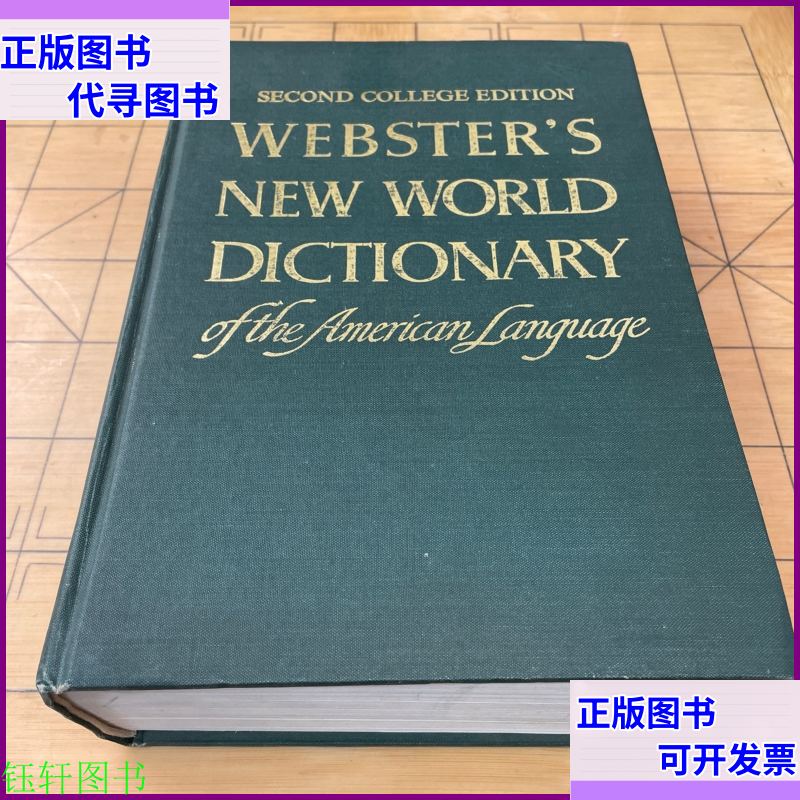 正版图书
代寻图书
SECOND COLLEGE EDITION
WEBSTER'S
NEW WORLD
DICTIONARY
of the American Language
正版图书
可开发票
钰轩图书